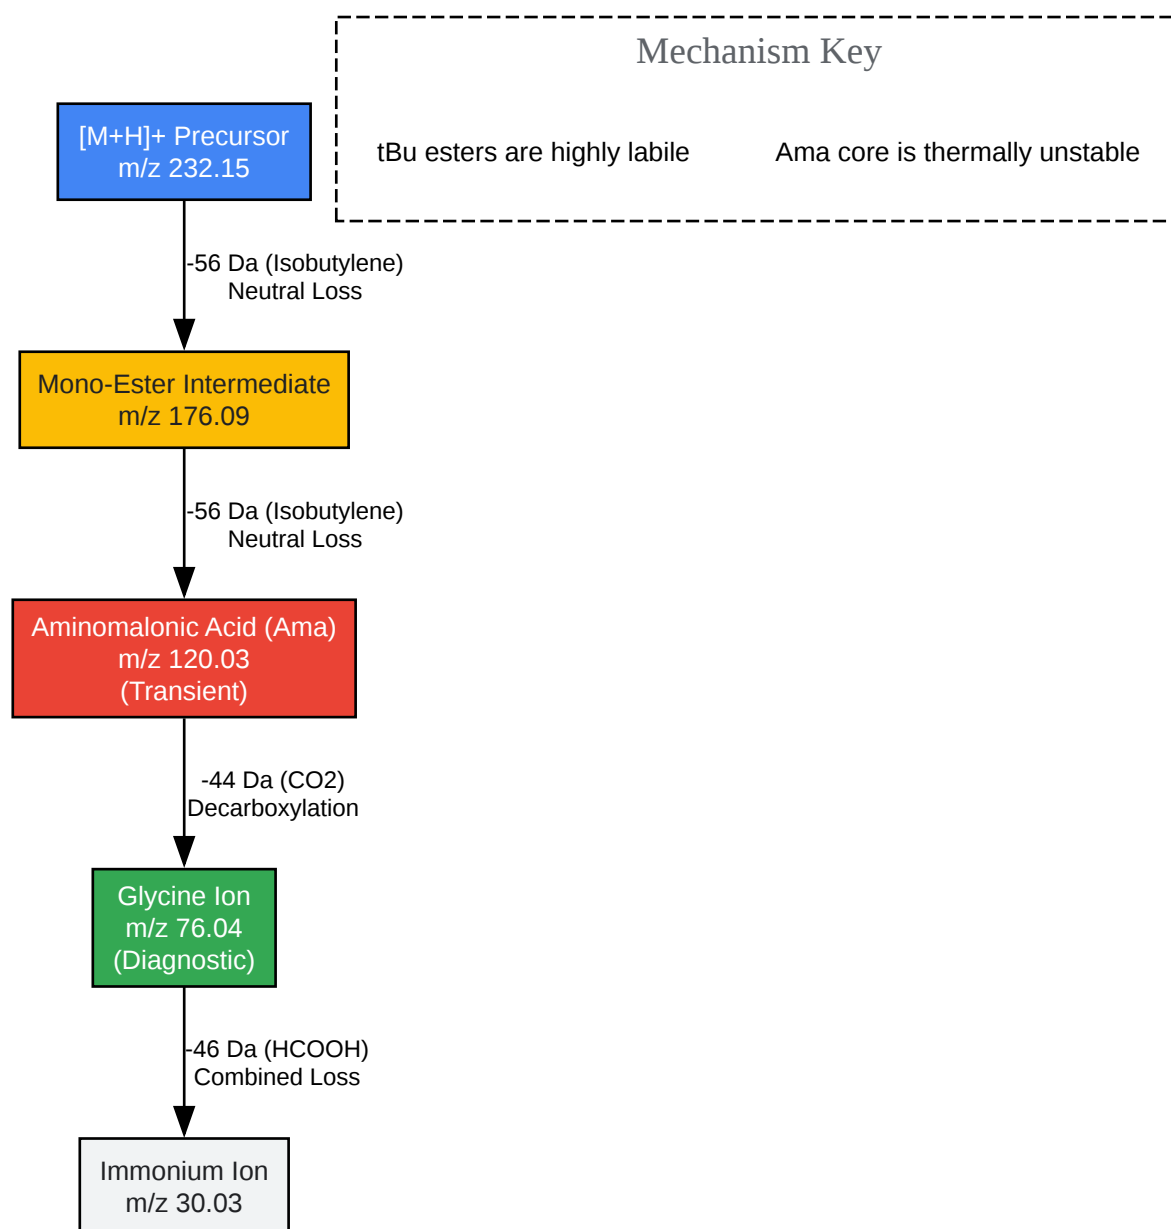 Mechanism Key
tBu esters are highly labile
Ama core is thermally unstable
[M+H]+ Precursor
m/z 232.15
-56 Da (Isobutylene)
Neutral Loss
Mono-Ester Intermediate
m/z 176.09
-56 Da (Isobutylene)
Neutral Loss
Aminomalonic Acid (Ama)
m/z 120.03
(Transient)
-44 Da (CO2)
Decarboxylation
Glycine Ion
m/z 76.04
(Diagnostic)
-46 Da (HCOOH)
Combined Loss
Immonium Ion
m/z 30.03